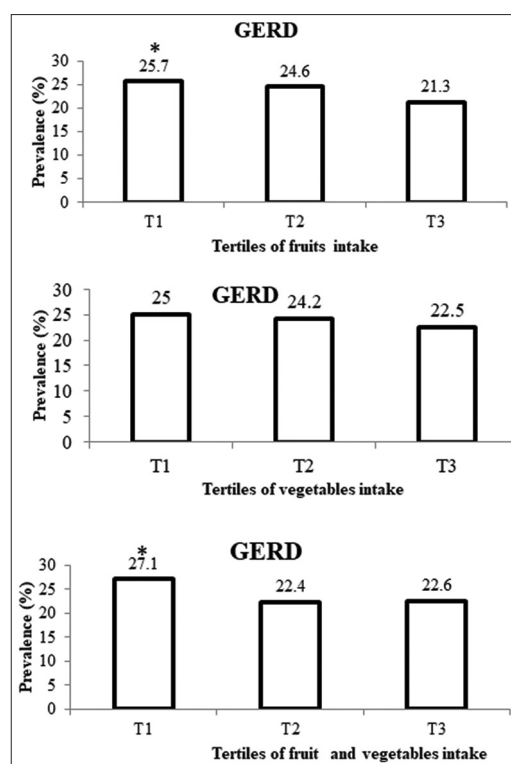 GERD
*
25.7
24.6
21.3
30
25
20
15
10
5
0
Prevalence (%)
T1 T2 T3
Tertiles of fruits intake
GERD
25
24.2
22.5
30
25
20
15
10
5
0
Prevalence (%)
T1 T2 T3
Tertiles of vegetables intake
GERD
*
27.1
22.4
22.6
30
25
20
15
10
5
0
Prevalence (%)
T1 T2 T3
Tertiles of fruit and vegetables intake